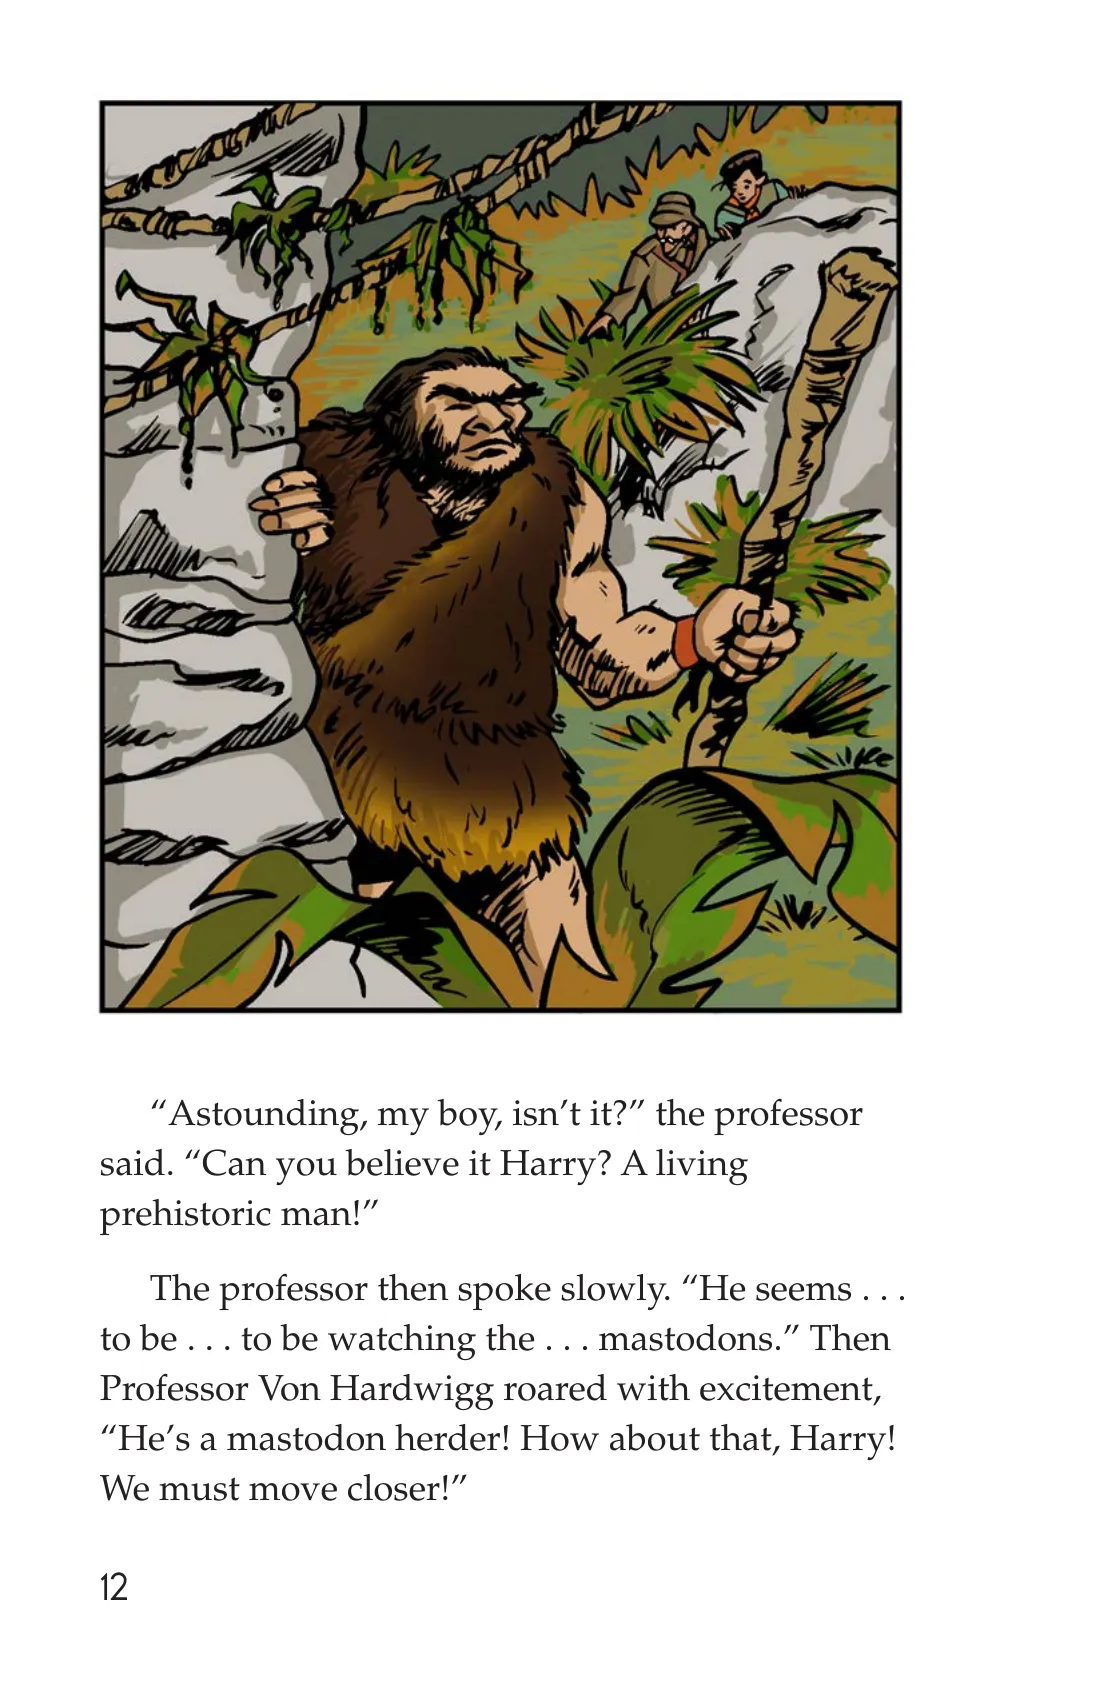 “Astounding, my boy, isn’t it?” the professor
said. “Can you believe it Harry? A living
prehistoric man!”
The professor then spoke slowly. “He seems . . .
to be . . . to be watching the . . . mastodons.” Then
Professor Von Hardwigg roared with excitement,
“He’s a mastodon herder! How about that, Harry!
We must move closer!”
12